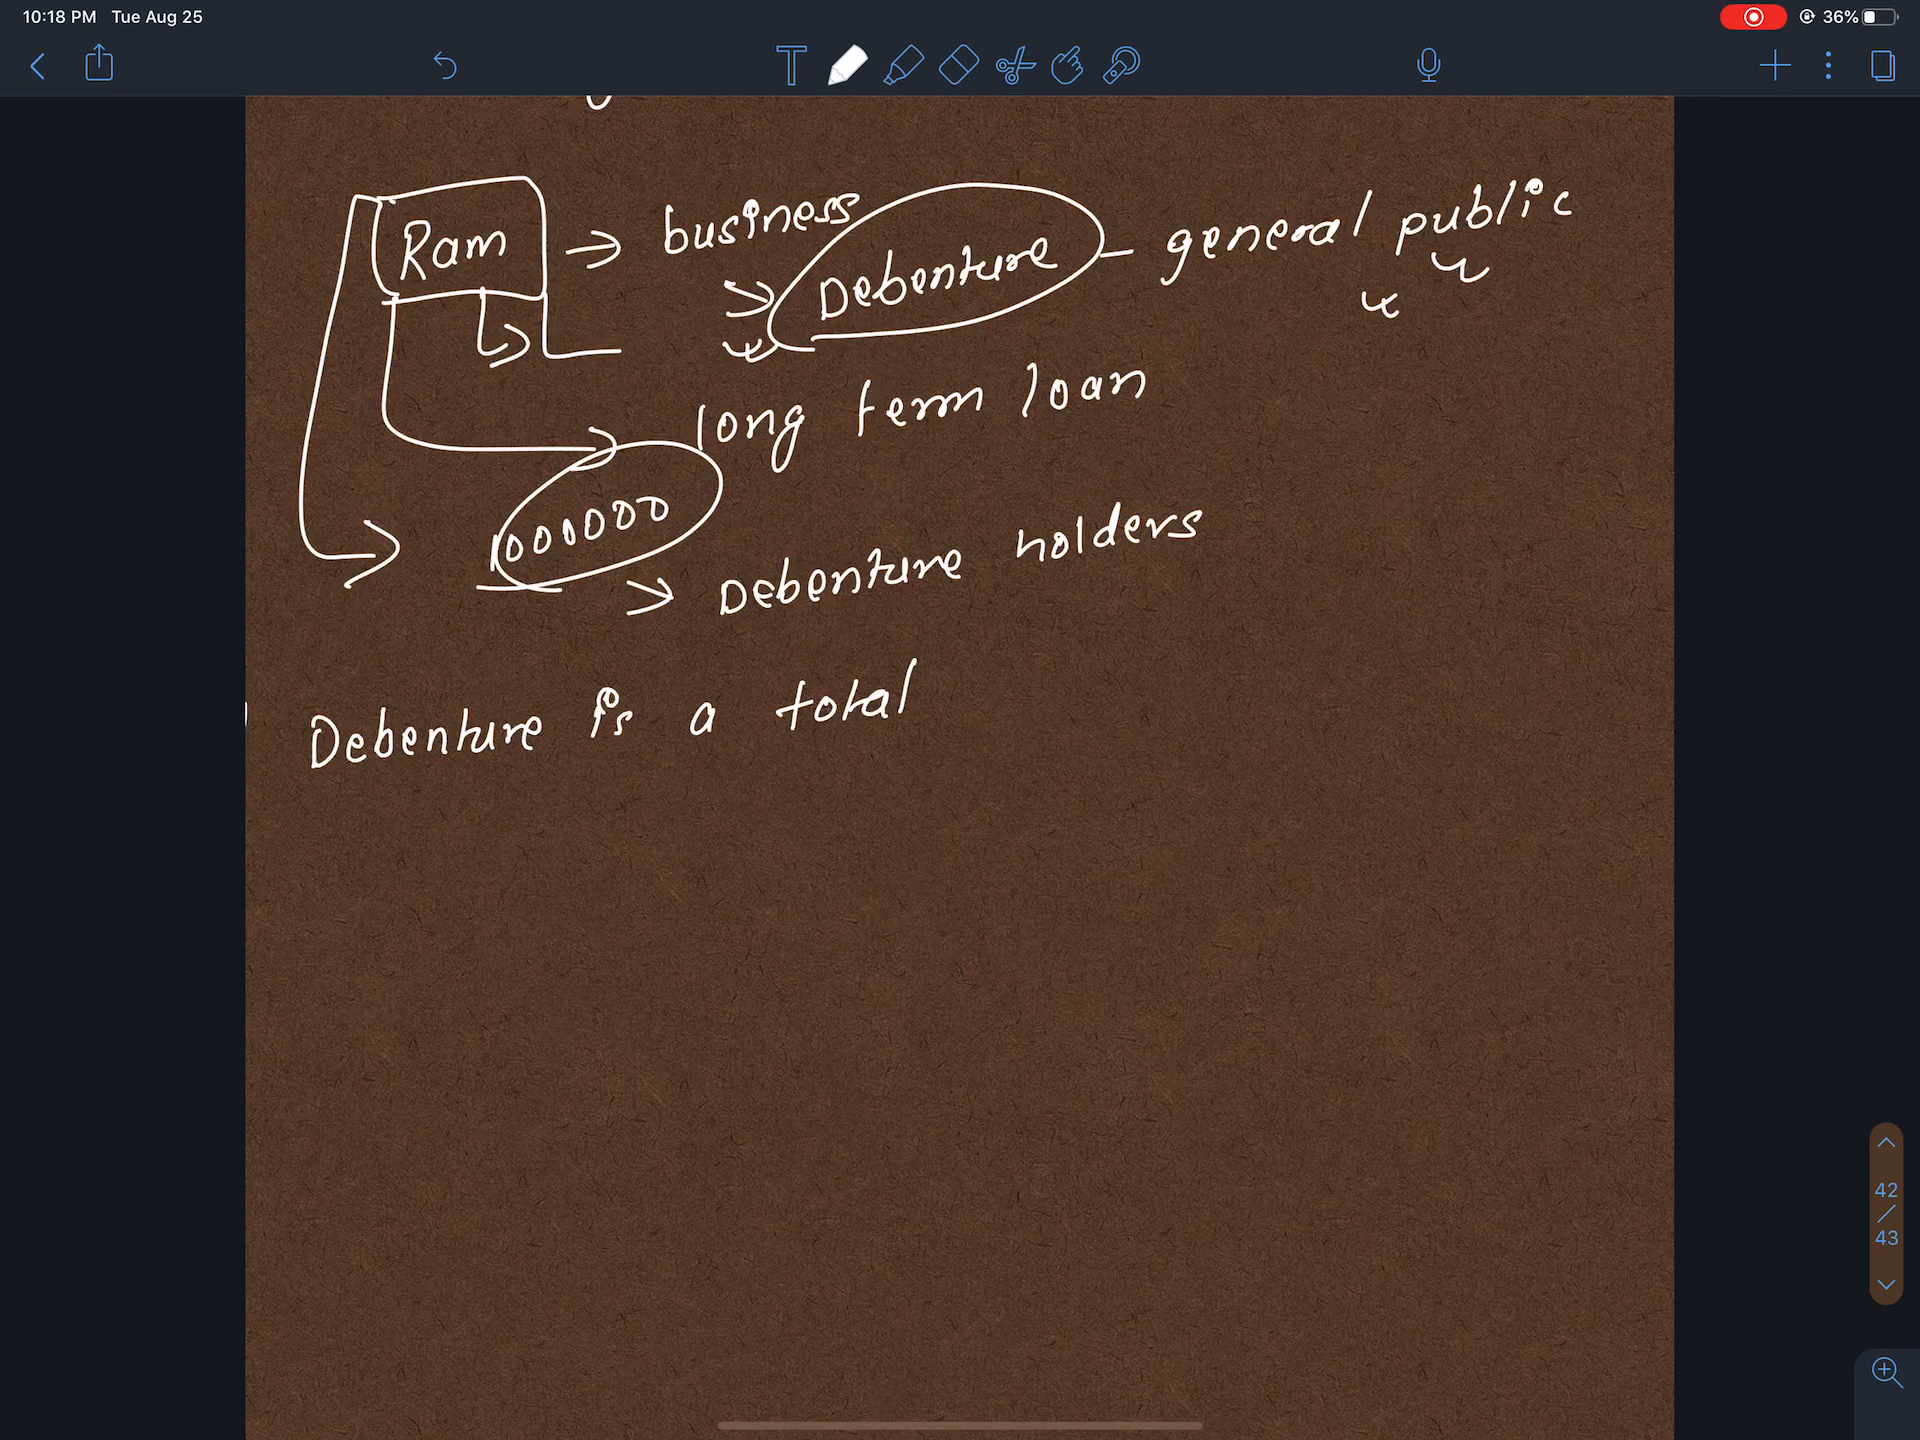 10:18 PM Tue Aug 25
36%
T
Ram → business
→ Debenture – general public
long term loan
1000000
→ Debenture holders
Debenture is a total
42
/
43